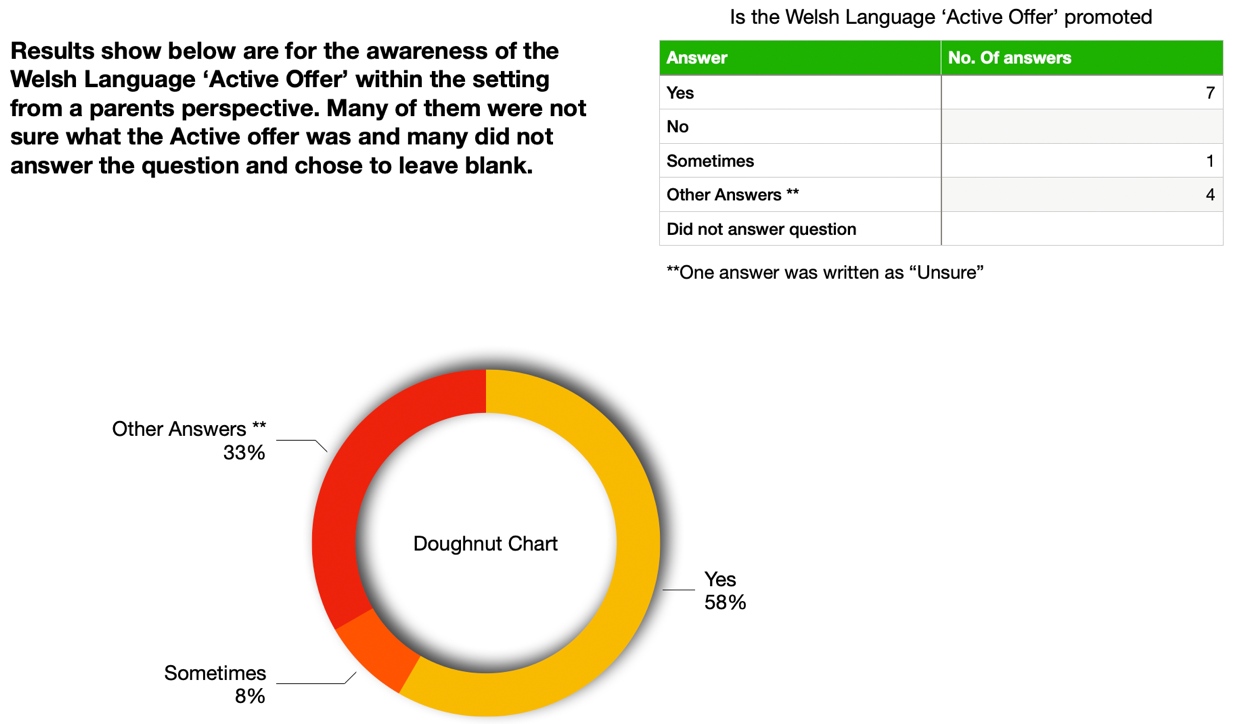 Results show below are for the awareness of the
Welsh Language ‘Active Offer’ within the setting
from a parents perspective. Many of them were not
sure what the Active offer was and many did not
answer the question and chose to leave blank.
Is the Welsh Language ‘Active Offer’ promoted
Answer No. Of answers
Yes 7
No
Sometimes 1
Other Answers ** 4
Did not answer question
**One answer was written as “Unsure”
Other Answers **
33%
Doughnut Chart
Yes
58%
Sometimes
8%